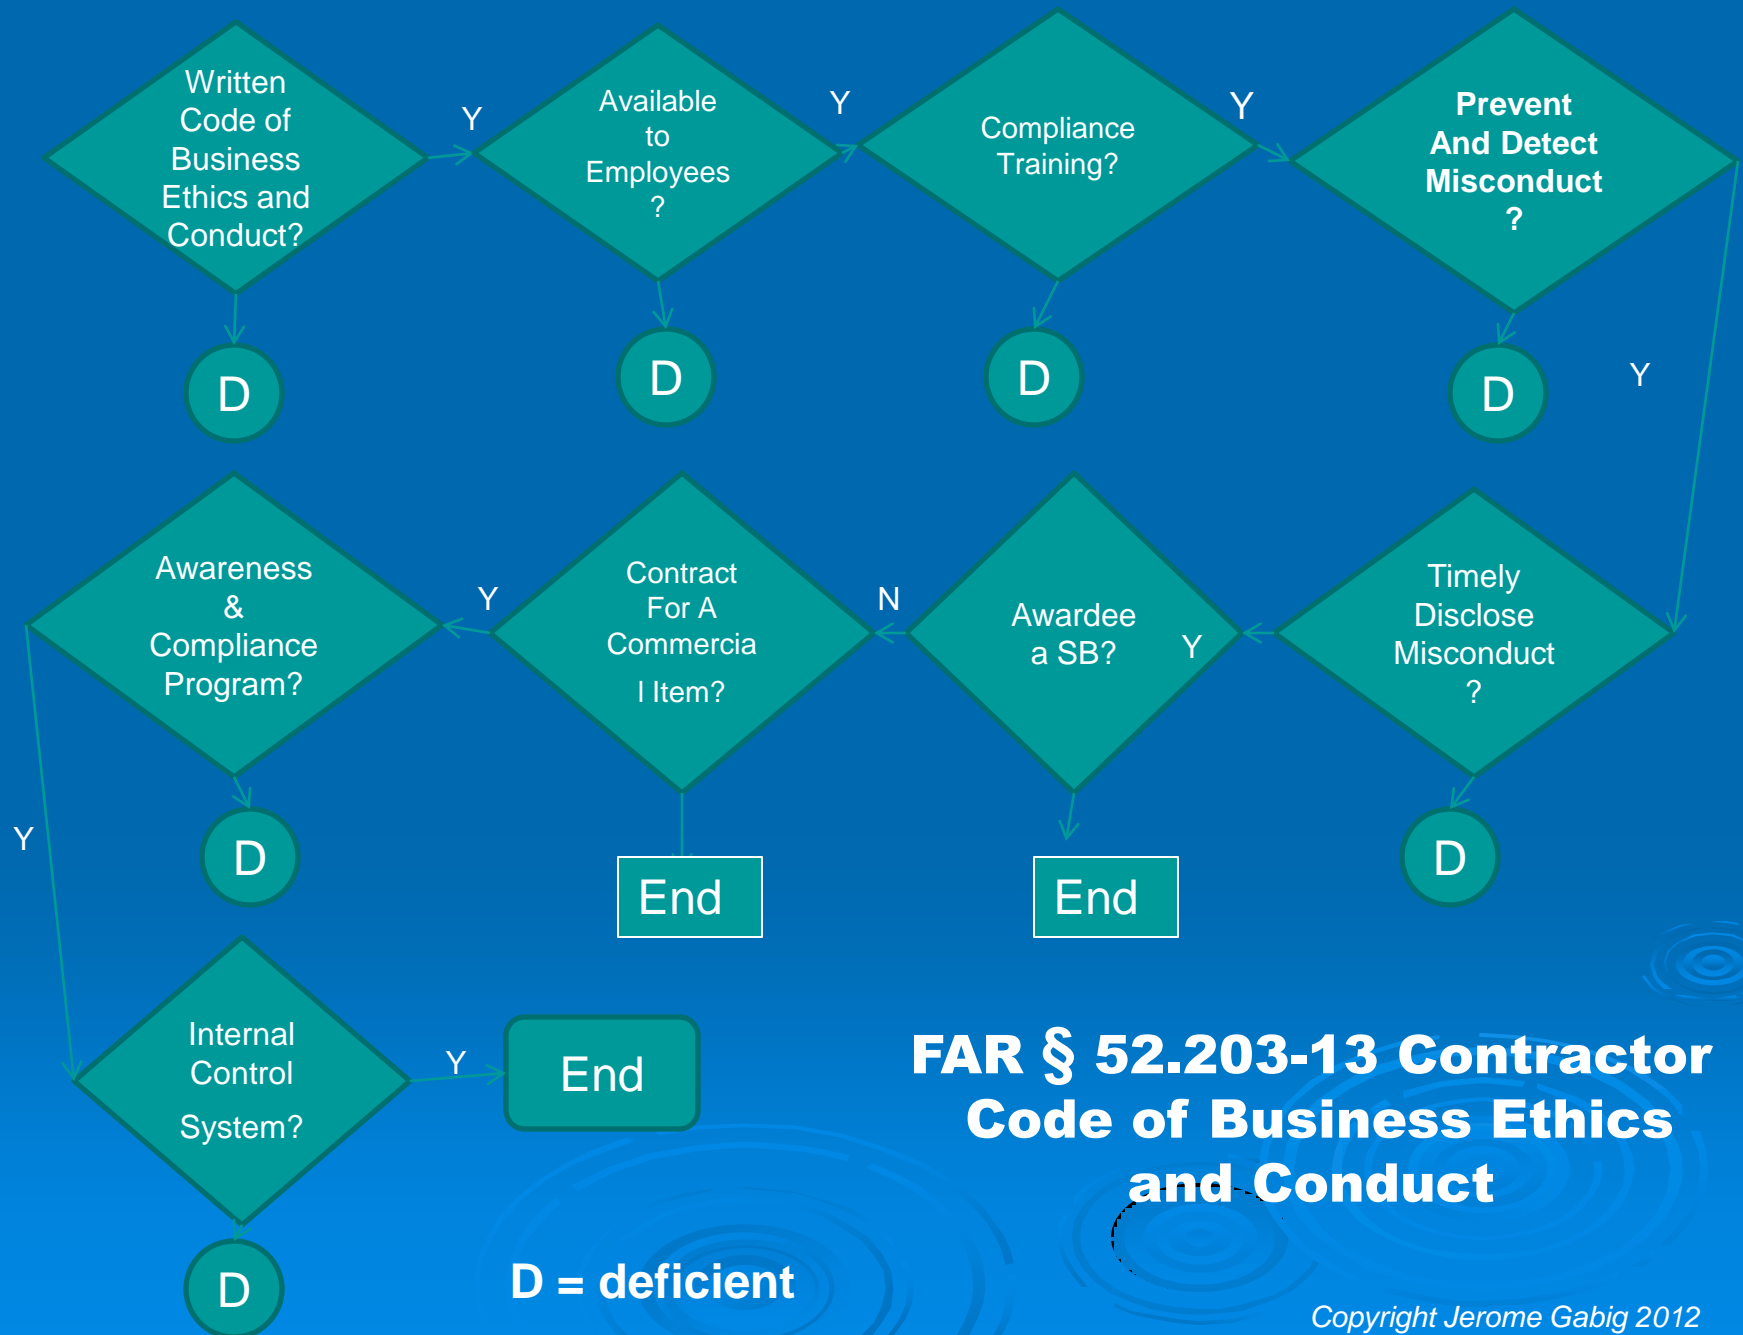 Written
Code of
Business
Ethics and
Conduct?
Y
Available
to
Employees
?
Y
Compliance
Training?
Y
Prevent
And Detect
Misconduct
?
D
D
D
D
Y
Awareness
&
Compliance
Program?
Y
Contract
For A
Commercia
l Item?
N
Awardee
a SB?
Y
Timely
Disclose
Misconduct
?
Y
D
End
End
D
Internal
Control
System?
Y
End
FAR § 52.203-13 Contractor
Code of Business Ethics
and Conduct
D
D = deficient
Copyright Jerome Gabig 2012